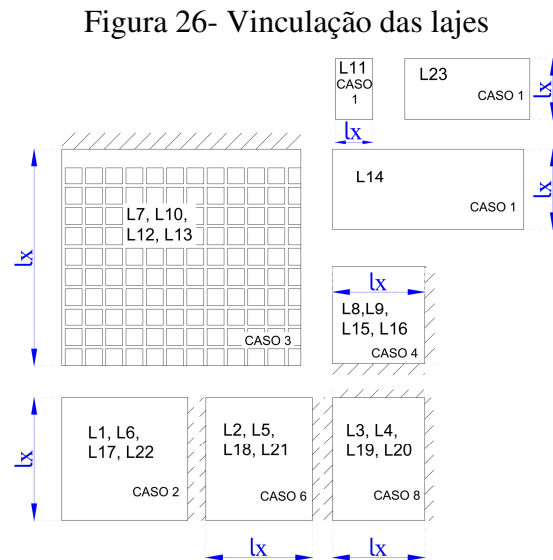 Figura 26- Vinculação das lajes
L11
CASO
1
lx
L23
CASO 1
lx
L14
CASO 1
lx
L7, L10,
L12, L13
CASO 3
lx
lx
L8,L9,
L15, L16
CASO 4
L1, L6,
L17, L22
CASO 2
lx
L2, L5,
L18, L21
CASO 6
lx
L3, L4,
L19, L20
CASO 8
lx